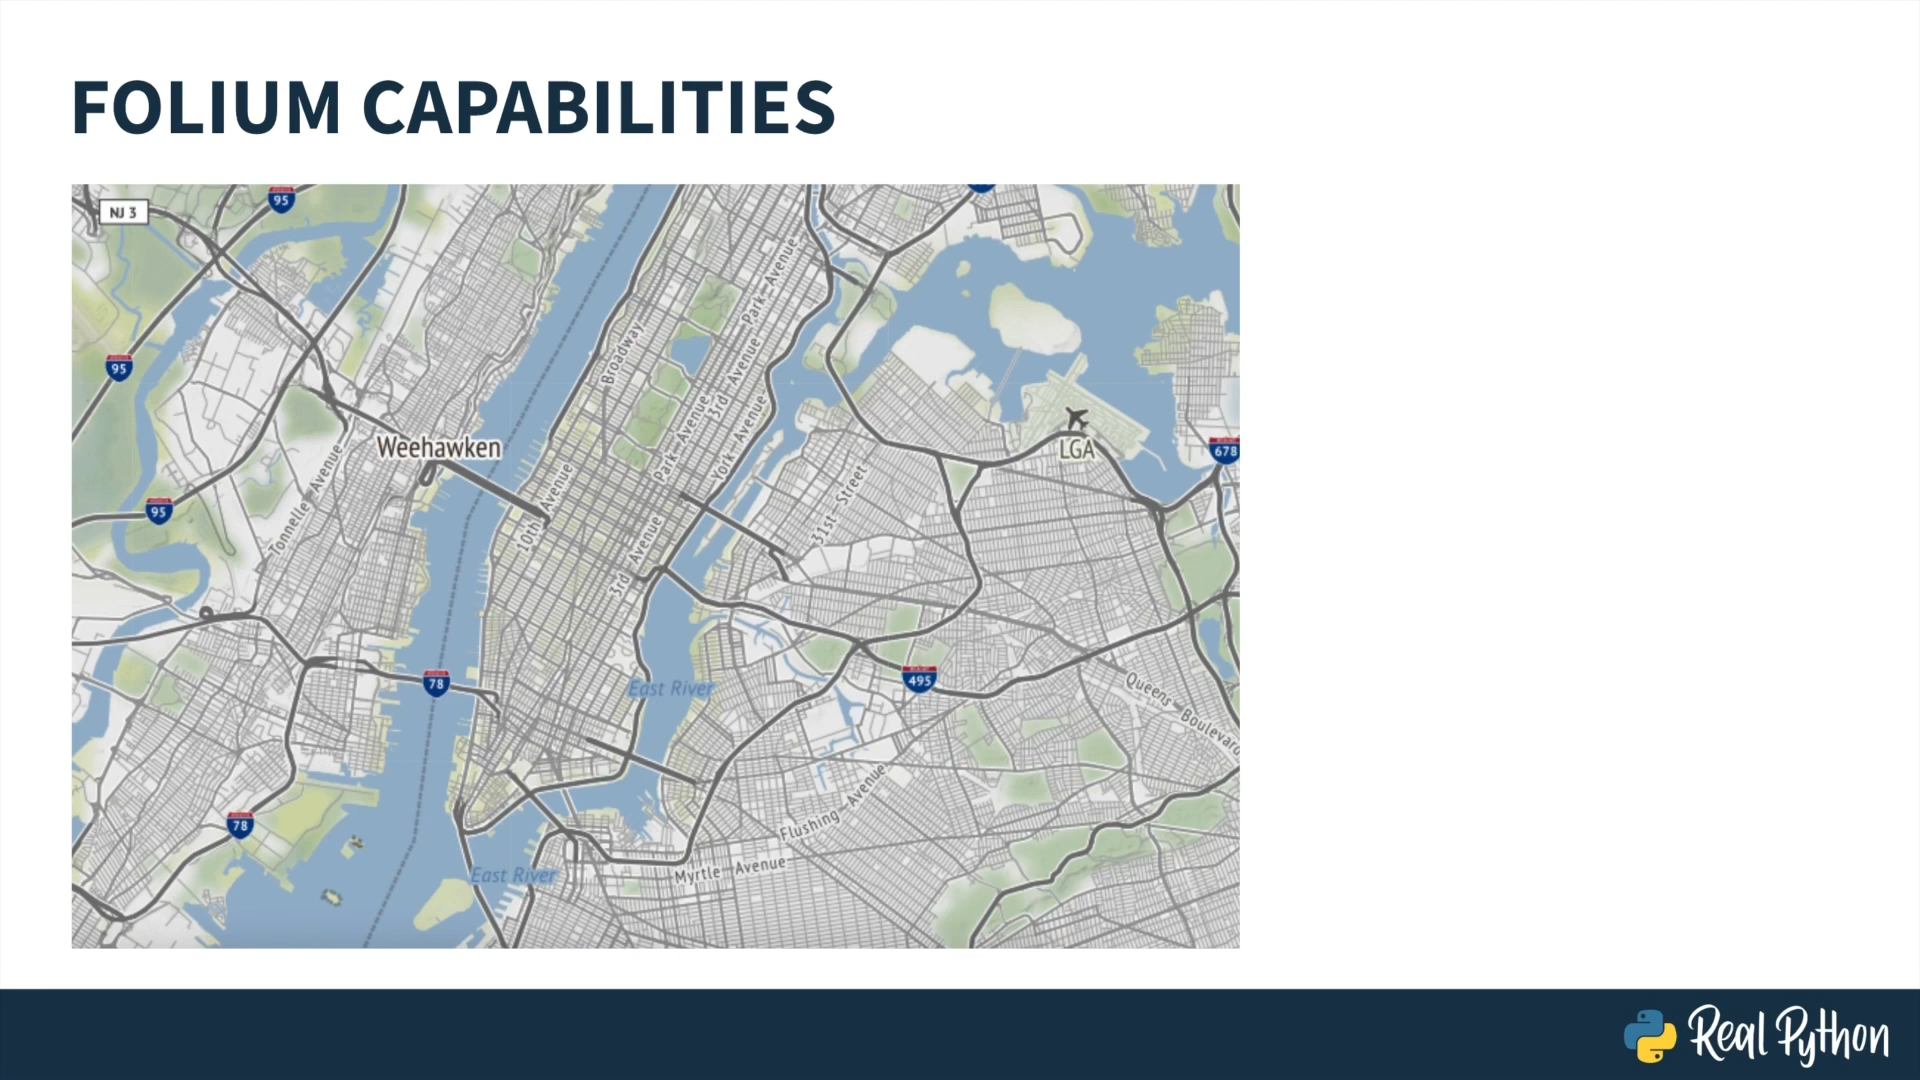 FOLIUM CAPABILITIES
95
NJ 3
Park Avenue
Broadway
3rd Avenue
95
Park Avenue
York Avenue
LGA
Weehawken
678
Tonnelle Avenue
10th Avenue
31st Street
95
3rd Avenue
78
East River
495
Queens Boulevard
78
Flushing Avenue
Myrtle Avenue
East River
Real Python